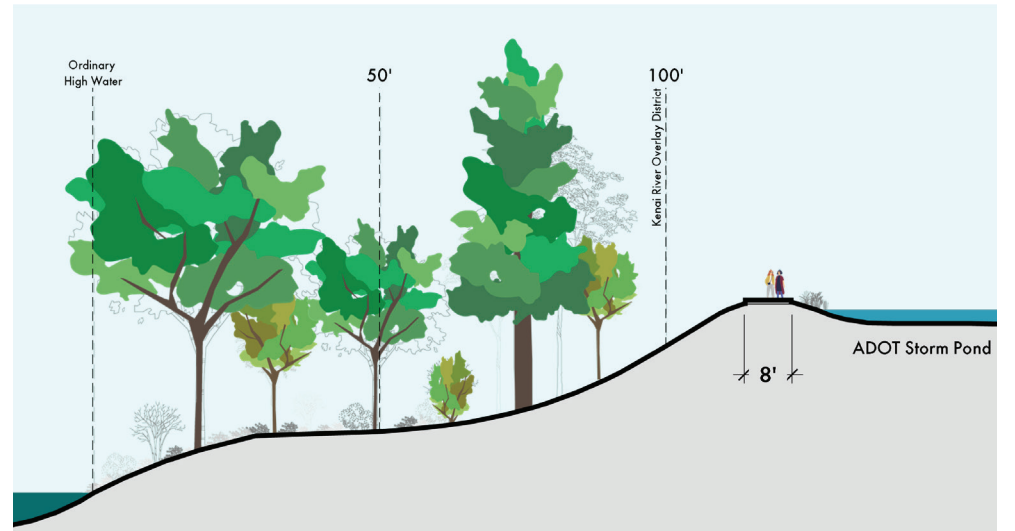 Ordinary
High Water
50'
100'
Kenai River Overlay District
ADOT Storm Pond
8'